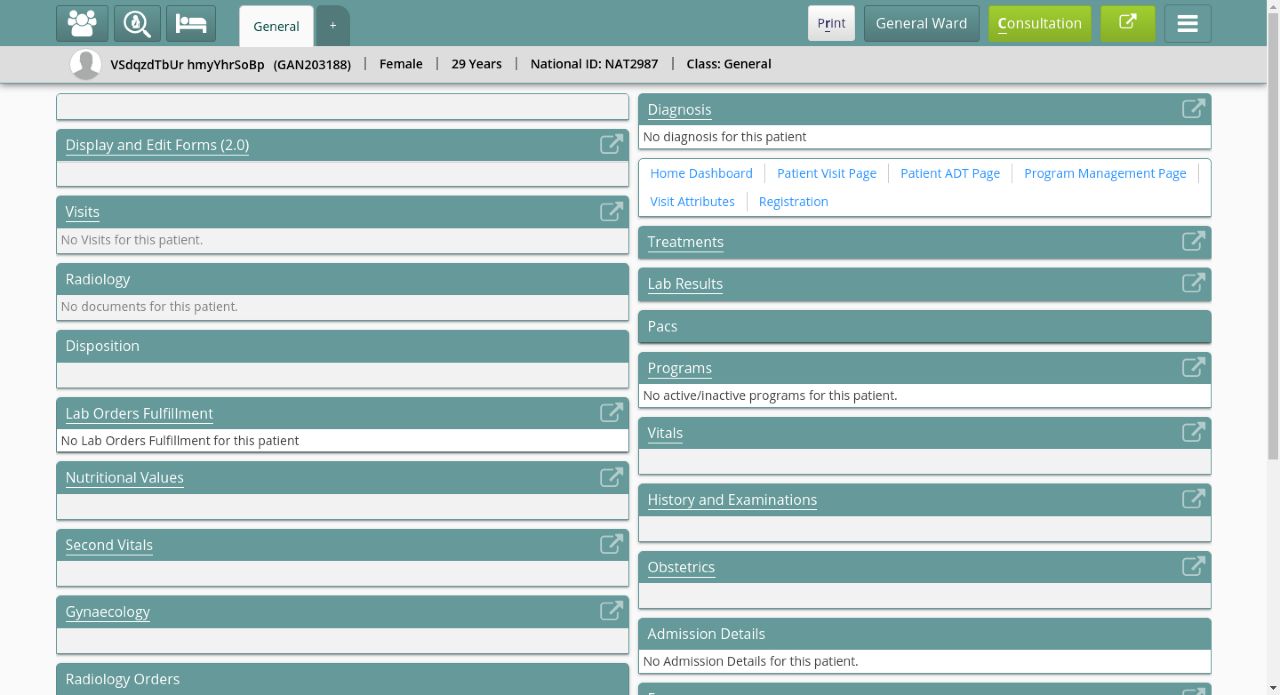 General
+
Print
General Ward
Consultation
VSdqzdTbUr hmyYhrSoBp (GAN203188) | Female | 29 Years | National ID: NAT2987 | Class: General
Display and Edit Forms (2.0)
Visits
No Visits for this patient.
Radiology
No documents for this patient.
Disposition
Lab Orders Fulfillment
No Lab Orders Fulfillment for this patient
Nutritional Values
Second Vitals
Gynaecology
Radiology Orders
Diagnosis
No diagnosis for this patient
Home Dashboard | Patient Visit Page | Patient ADT Page | Program Management Page |
Visit Attributes | Registration
Treatments
Lab Results
Pacs
Programs
No active/inactive programs for this patient.
Vitals
History and Examinations
Obstetrics
Admission Details
No Admission Details for this patient.